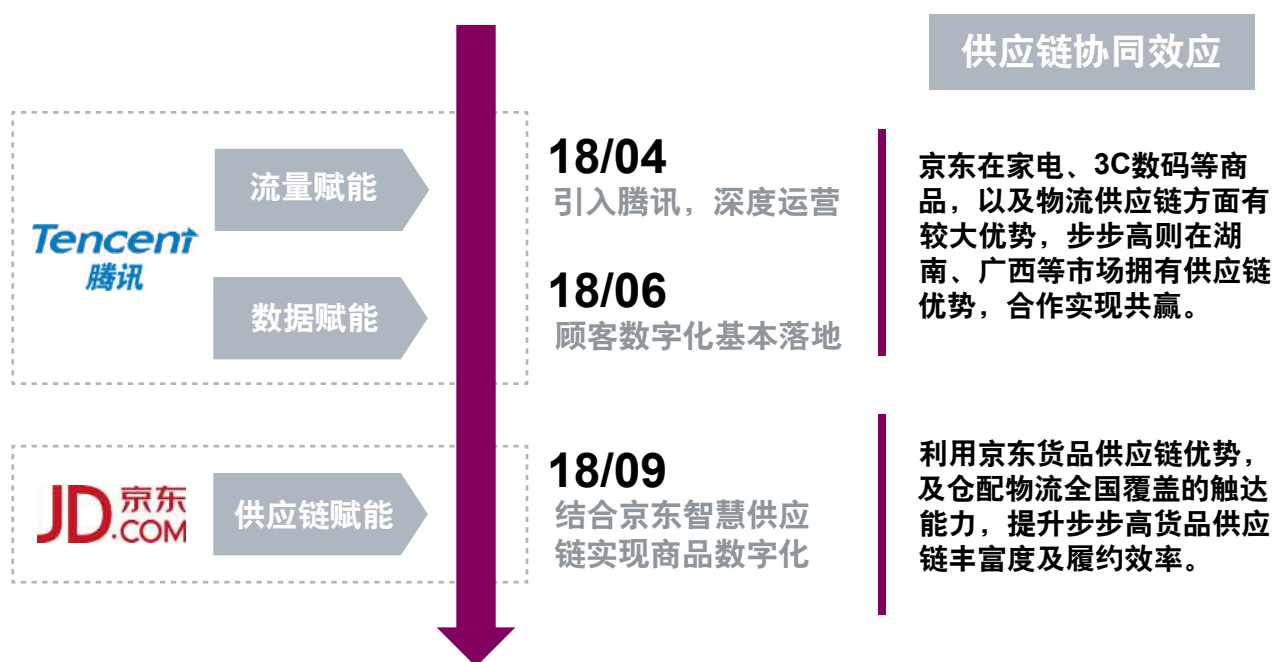 供应链协同效应
Tencent
腾讯
流量赋能
数据赋能
18/04
引入腾讯，深度运营
18/06
顾客数字化基本落地
京东在家电、3C数码等商
品，以及物流供应链方面有
较大优势，步步高则在湖
南、广西等市场拥有供应链
优势，合作实现共赢。
JD京东
.COM
供应链赋能
18/09
结合京东智慧供应
链实现商品数字化
利用京东货品供应链优势，
及仓配物流全国覆盖的触达
能力，提升步步高货品供应
链丰富度及履约效率。